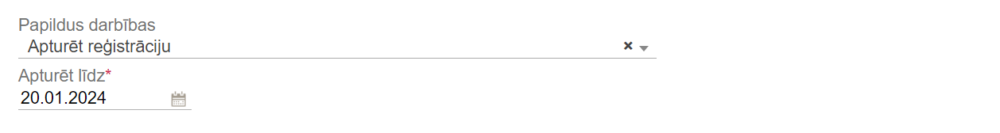 Papildus darbības
Apturēt reģistrāciju
Apturēt līdz*
20.01.2024